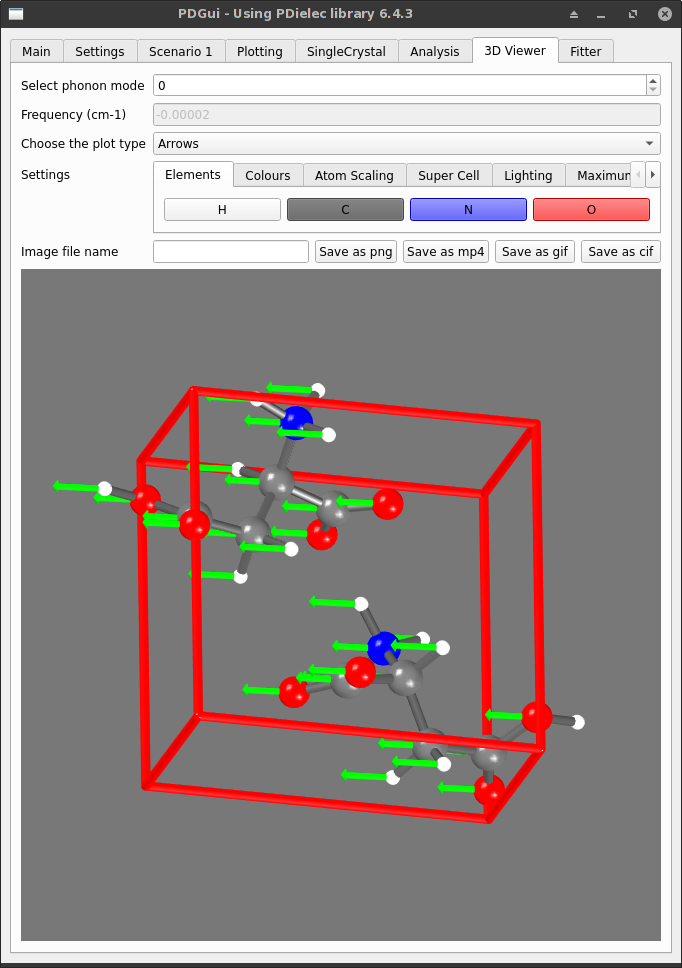 PDGui - Using PDielec library 6.4.3
Main Settings Scenario 1 Plotting SingleCrystal Analysis 3D Viewer Fitter
Select phonon mode 0
Frequency (cm-1) -0.00002
Choose the plot type Arrows
Settings Elements Colours Atom Scaling Super Cell Lighting
H C N O
Image file name Save as png Save as mp4 Save as gif Save as cif